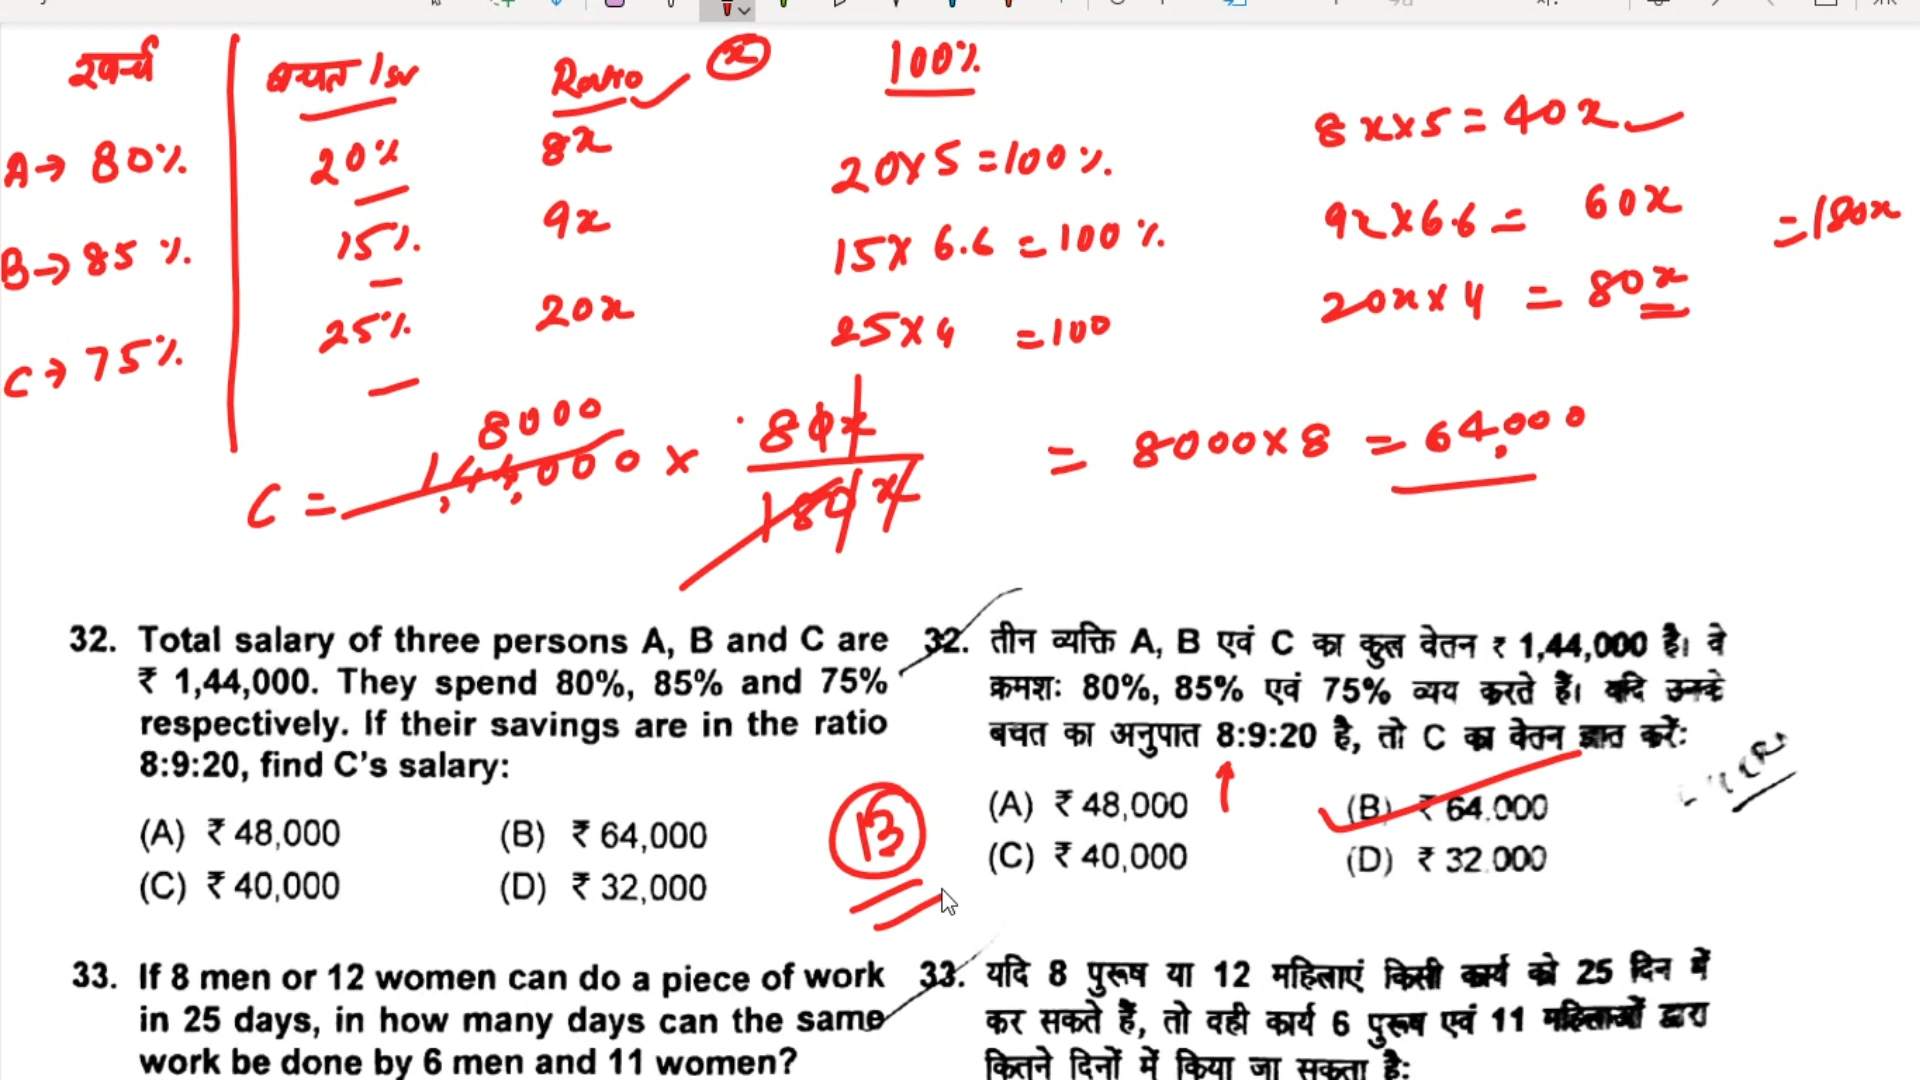 खर्च बचत / sv Ratio x 100%
A→ 80% 20% 8x 20×5 =100% 8x×5 = 40x
B→ 85% 15% 9x 15× 6.6 = 100% 9x×6.6 = 60x =180x
C→ 75% 25% 20x 25×4 =100 20x×4 = 80x
8000
C = 1,44,000 × 80x = 8000×8 = 64,000
180x
32. Total salary of three persons A, B and C are
₹ 1,44,000. They spend 80%, 85% and 75%
respectively. If their savings are in the ratio
8:9:20, find C's salary:
(A) ₹ 48,000 (B) ₹ 64,000
(C) ₹ 40,000 (D) ₹ 32,000
13
32. तीन व्यक्ति A, B एवं C का कुल वेतन ₹ 1,44,000 है। वे
क्रमशः 80%, 85% एवं 75% व्यय करते हैं। यदि उनके
बचत का अनुपात 8:9:20 है, तो C का वेतन ज्ञात करें:
(A) ₹ 48,000 (B) ₹ 64.000
(C) ₹ 40,000 (D) ₹ 32.000
33. If 8 men or 12 women can do a piece of work
in 25 days, in how many days can the same
work be done by 6 men and 11 women?
33. यदि 8 पुरूष या 12 महिलाएं किसी कार्य को 25 दिन में
कर सकते हैं, तो वही कार्य 6 पुरूष एवं 11 महिलाओं द्वारा
कितने दिनों में किया जा सकता है: